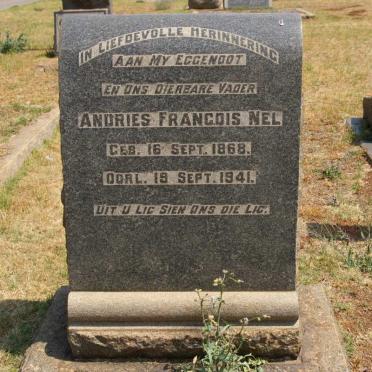 In Liefdevolle Herinnering
Aan My Eggenoot
En Ons Dierbare Vader
Andries Francois Nel
Geb. 16 Sept. 1868.
Oorl. 19 Sept. 1941.
Uit U Lig Sien Ons Die Lig.